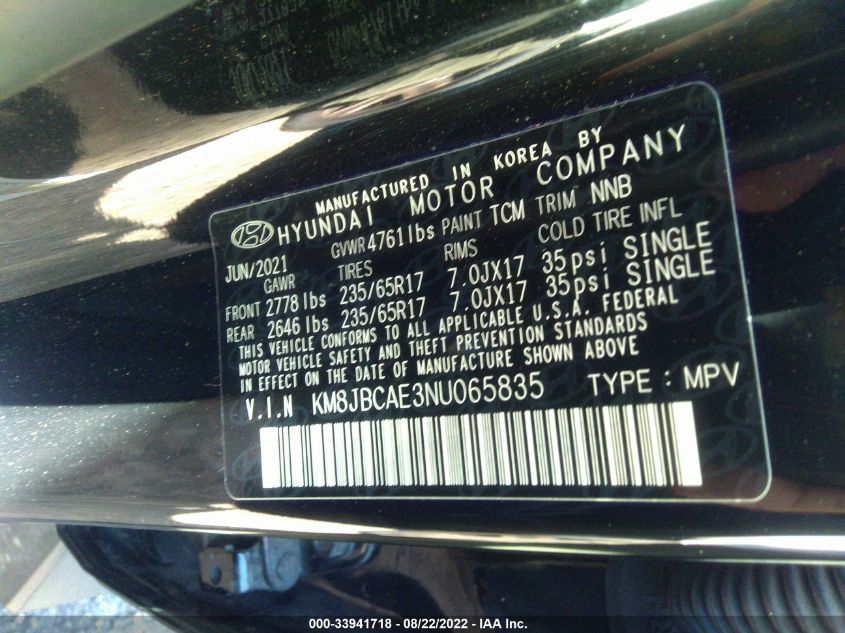 MANUFACTURED IN KOREA BY
HYUNDAI MOTOR COMPANY
JUN/2021 GVWR 4761 lbs PAINT TCM TRIM NNB
GAWR TIRES RIMS COLD TIRE INFL
FRONT 2778 lbs 235/65R17 7.0JX17 35psi SINGLE
REAR 2646 lbs 235/65R17 7.0JX17 35psi SINGLE
THIS VEHICLE CONFORMS TO ALL APPLICABLE U.S.A. FEDERAL
MOTOR VEHICLE SAFETY AND THEFT PREVENTION STANDARDS
IN EFFECT ON THE DATE OF MANUFACTURE SHOWN ABOVE
V.I.N KM8JBCAE3NU065835 TYPE : MPV
000-33941718 - 08/22/2022 - IAA Inc.